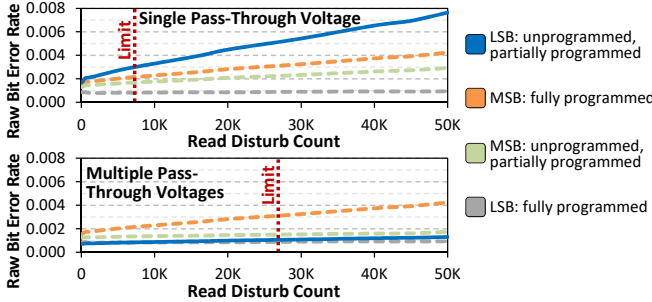 Raw Bit Error Rate
0.008
0.006
0.004
0.002
0.000
Single Pass-Through Voltage
Limit
0
10K
20K
30K
40K
50K
Read Disturb Count
Raw Bit Error Rate
0.008
0.006
0.004
0.002
0.000
Multiple Pass-
Through Voltages
Limit
0
10K
20K
30K
40K
50K
Read Disturb Count
LSB: unprogrammed,
partially programmed
MSB: fully programmed
MSB: unprogrammed,
partially programmed
LSB: fully programmed